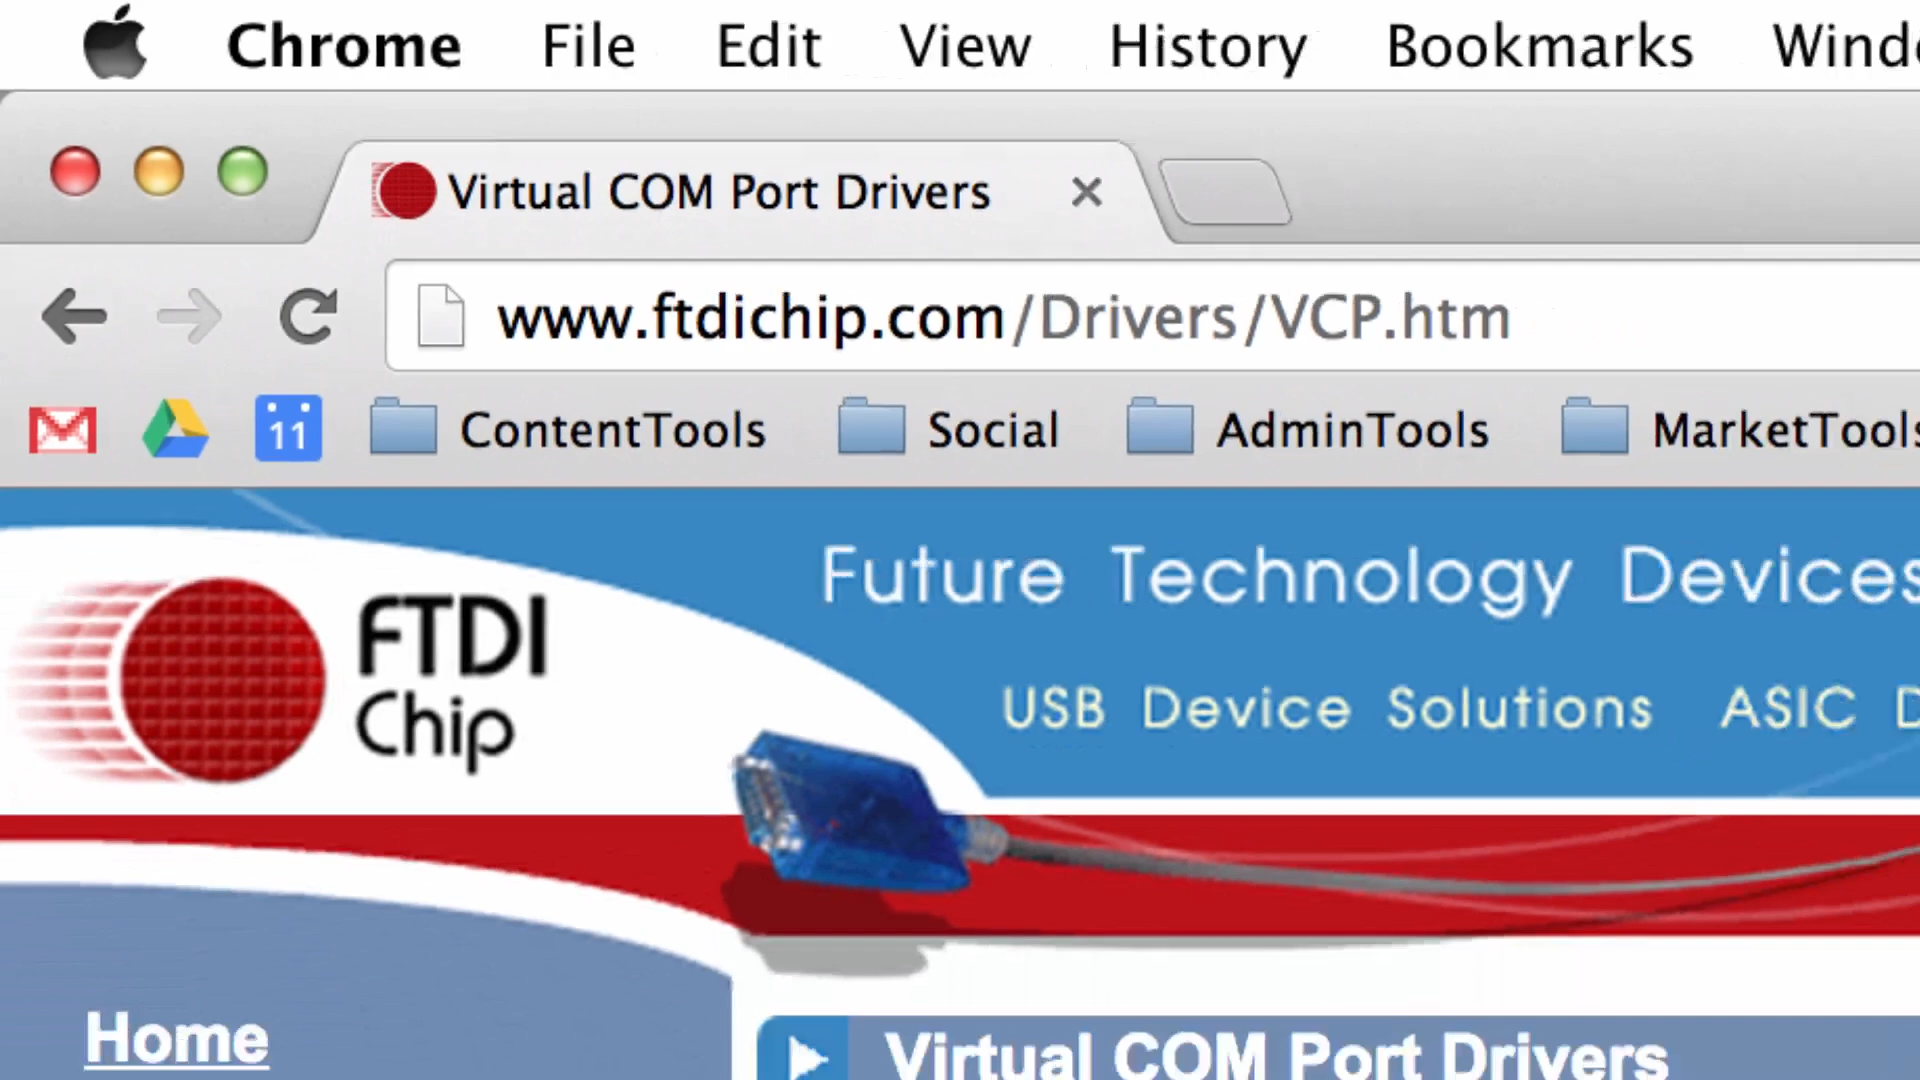 Chrome File Edit View History Bookmarks
Virtual COM Port Drivers
www.ftdichip.com/Drivers/VCP.htm
11 ContentTools Social AdminTools MarketTools
Future Technology Devices
FTDI
Chip
USB Device Solutions ASIC
Home
Virtual COM Port Drivers